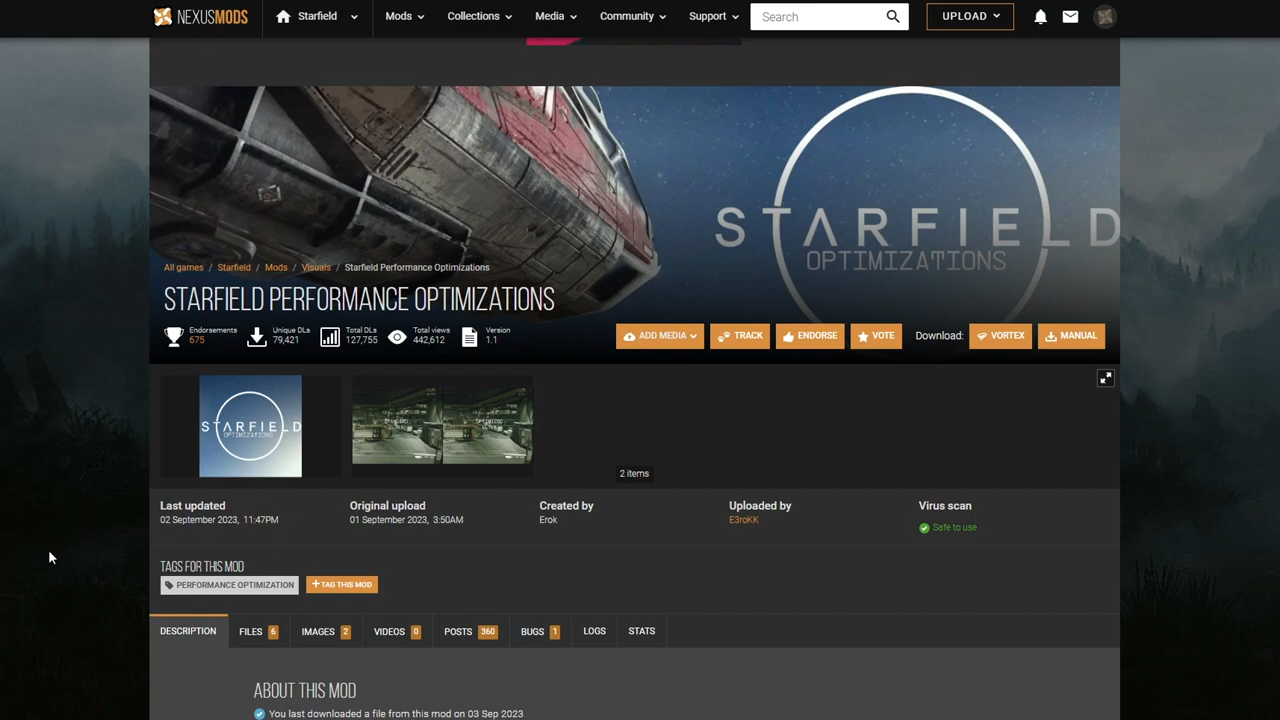 NEXUSMODS
Starfield
Mods
Collections
Media
Community
Support
Search
UPLOAD
STARFIELD
OPTIMIZATIONS
All games / Starfield / Mods / Visuals / Starfield Performance Optimizations
STARFIELD PERFORMANCE OPTIMIZATIONS
Endorsements
675
Unique DLs
79,421
Total DLs
127,755
Total views
442,612
Version
1.1
ADD MEDIA
TRACK
ENDORSE
VOTE
Download:
VORTEX
MANUAL
STARFIELD
OPTIMIZATIONS
2 items
Last updated
02 September 2023, 11:47PM
Original upload
01 September 2023, 3:50AM
Created by
Erok
Uploaded by
E3roKK
Virus scan
Safe to use
TAGS FOR THIS MOD
PERFORMANCE OPTIMIZATION
+ TAG THIS MOD
DESCRIPTION
FILES 6
IMAGES 2
VIDEOS 0
POSTS 360
BUGS 1
LOGS
STATS
ABOUT THIS MOD
You last downloaded a file from this mod on 03 Sep 2023